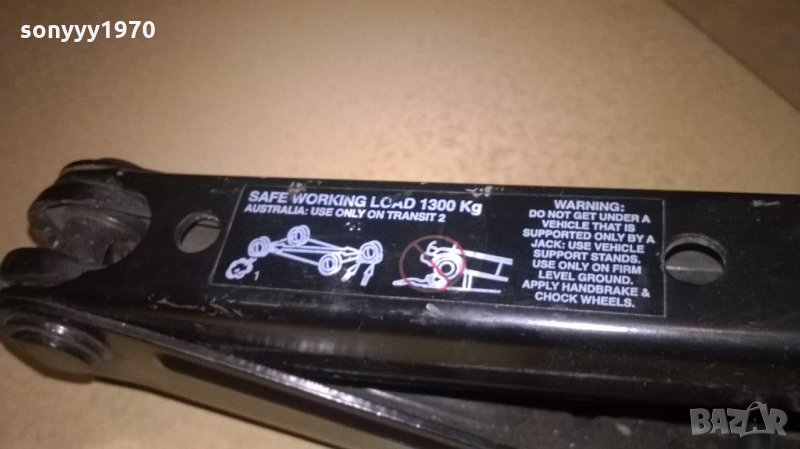 sonyyy1970
SAFE WORKING LOAD 1300 Kg
AUSTRALIA: USE ONLY ON TRANSIT 2
1
WARNING:
DO NOT GET UNDER A
VEHICLE THAT IS
SUPPORTED ONLY BY A
JACK: USE VEHICLE
SUPPORT STANDS.
USE ONLY ON FIRM
LEVEL GROUND.
APPLY HANDBRAKE &
CHOCK WHEELS.
BAZAR